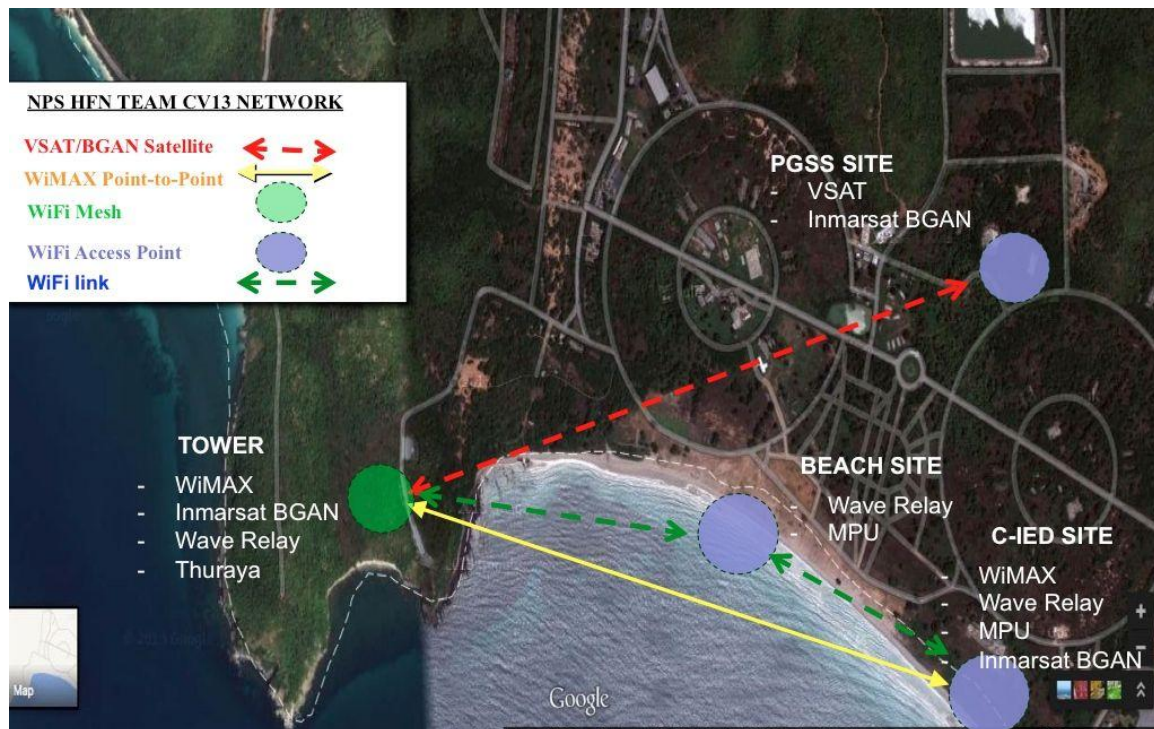 NPS HFN TEAM CV13 NETWORK
VSAT/BGAN Satellite
WiMAX Point-to-Point
WiFi Mesh
WiFi Access Point
WiFi link
PGSS SITE
- VSAT
- Inmarsat BGAN
TOWER
- WiMAX
- Inmarsat BGAN
- Wave Relay
- Thuraya
BEACH SITE
- Wave Relay
- MPU
C-IED SITE
- WiMAX
- Wave Relay
- MPU
- Inmarsat BGAN
Map
Google